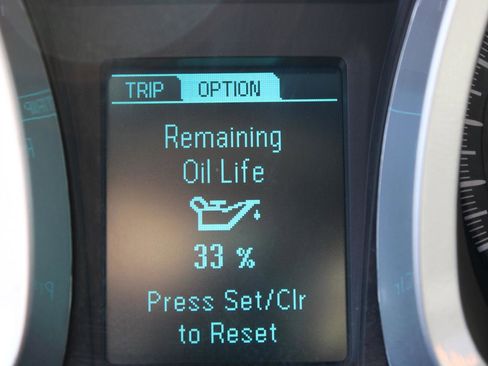 TRIP OPTION
Remaining
Oil Life
33 %
Press Set/Clr
to Reset